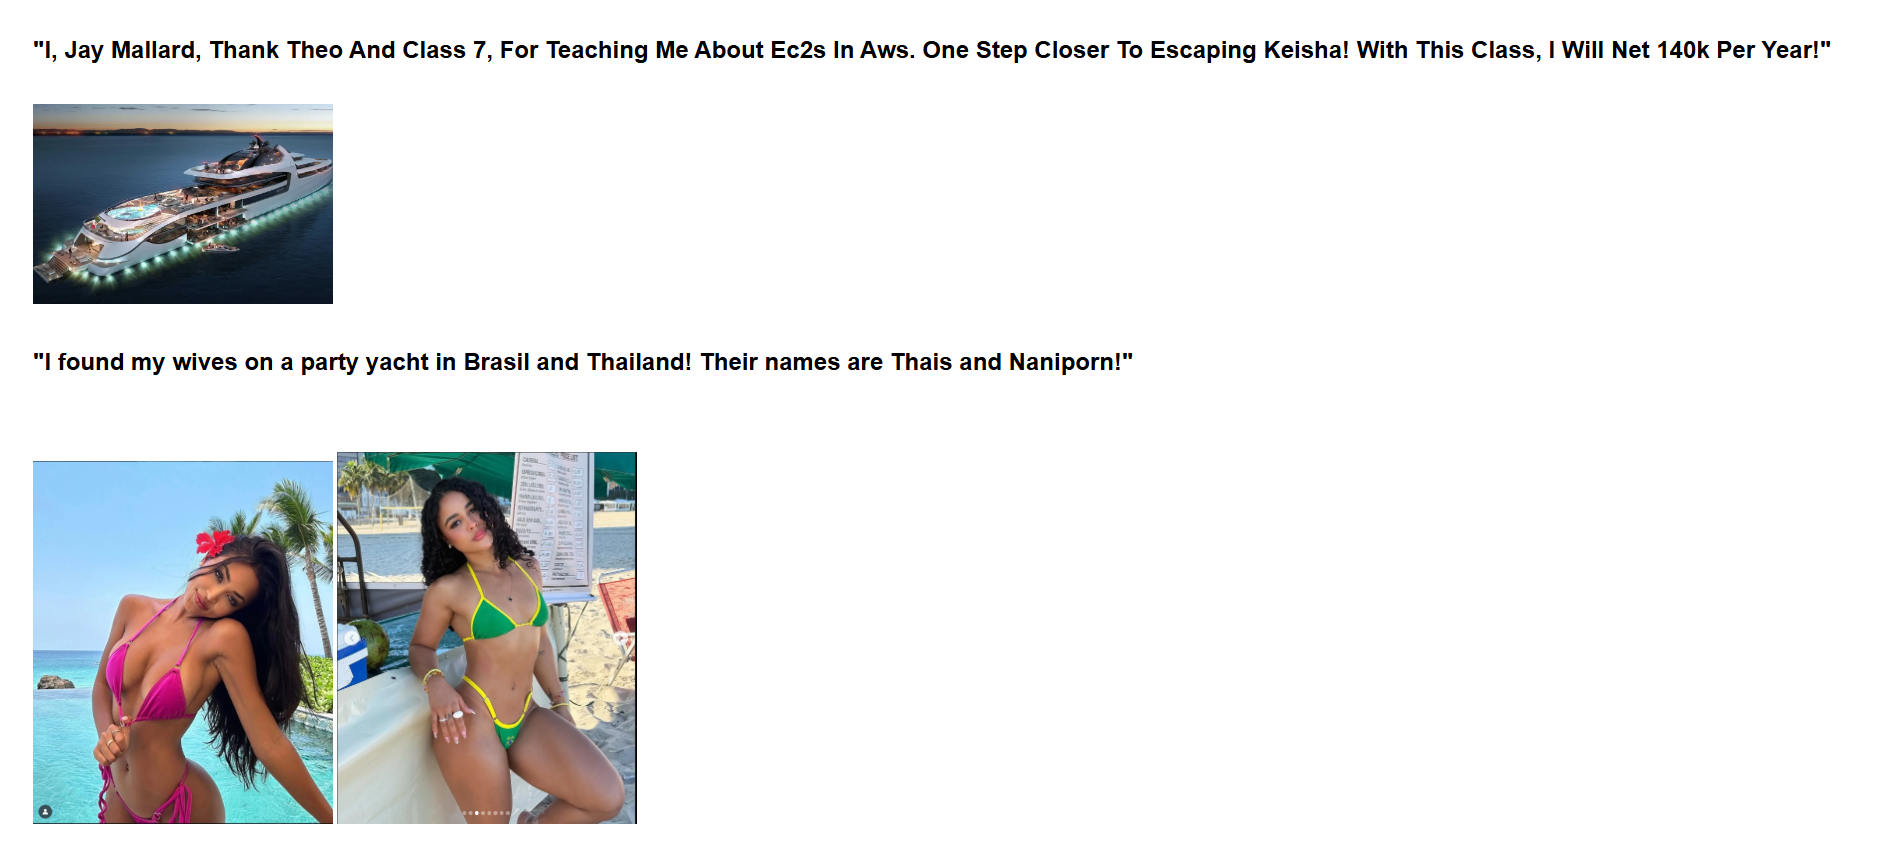 "I, Jay Mallard, Thank Theo And Class 7, For Teaching Me About Ec2s In Aws. One Step Closer To Escaping Keisha! With This Class, I Will Net 140k Per Year!"
"I found my wives on a party yacht in Brasil and Thailand! Their names are Thais and Naniporn!"